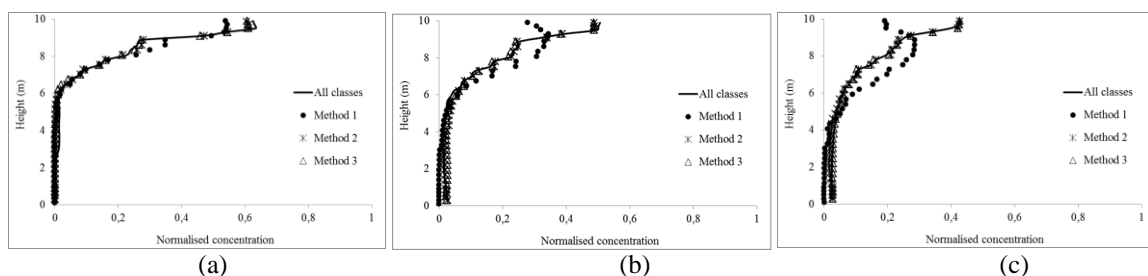 10
8
6
4
2
0
Height (m)
All classes
Method 1
Method 2
Method 3
0
0,2
0,4
0,6
0,8
1
Normalised concentration
(a)
10
8
6
4
2
0
Height (m)
All classes
Method 1
Method 2
Method 3
0
0,2
0,4
0,6
0,8
1
Normalised concentration
(b)
10
8
6
4
2
0
Height (m)
All classes
Method 1
Method 2
Method 3
0
0,2
0,4
0,6
0,8
1
Normalised concentration
(c)